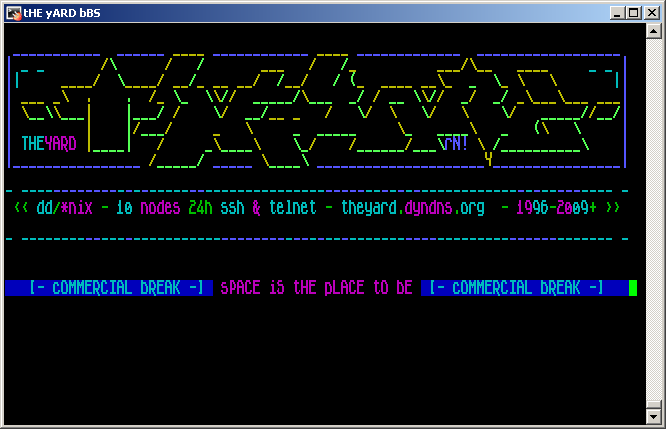 tHE yARD bBS
THEYARD
rN!
<< dd/*nix - 10 nodes 24h ssh & telnet - theyard.dyndns.org - 1996-2009+ >>
[- cOMMERCIAL bREAK -] sPACE iS tHE pLACE tO bE [- cOMMERCIAL bREAK -]